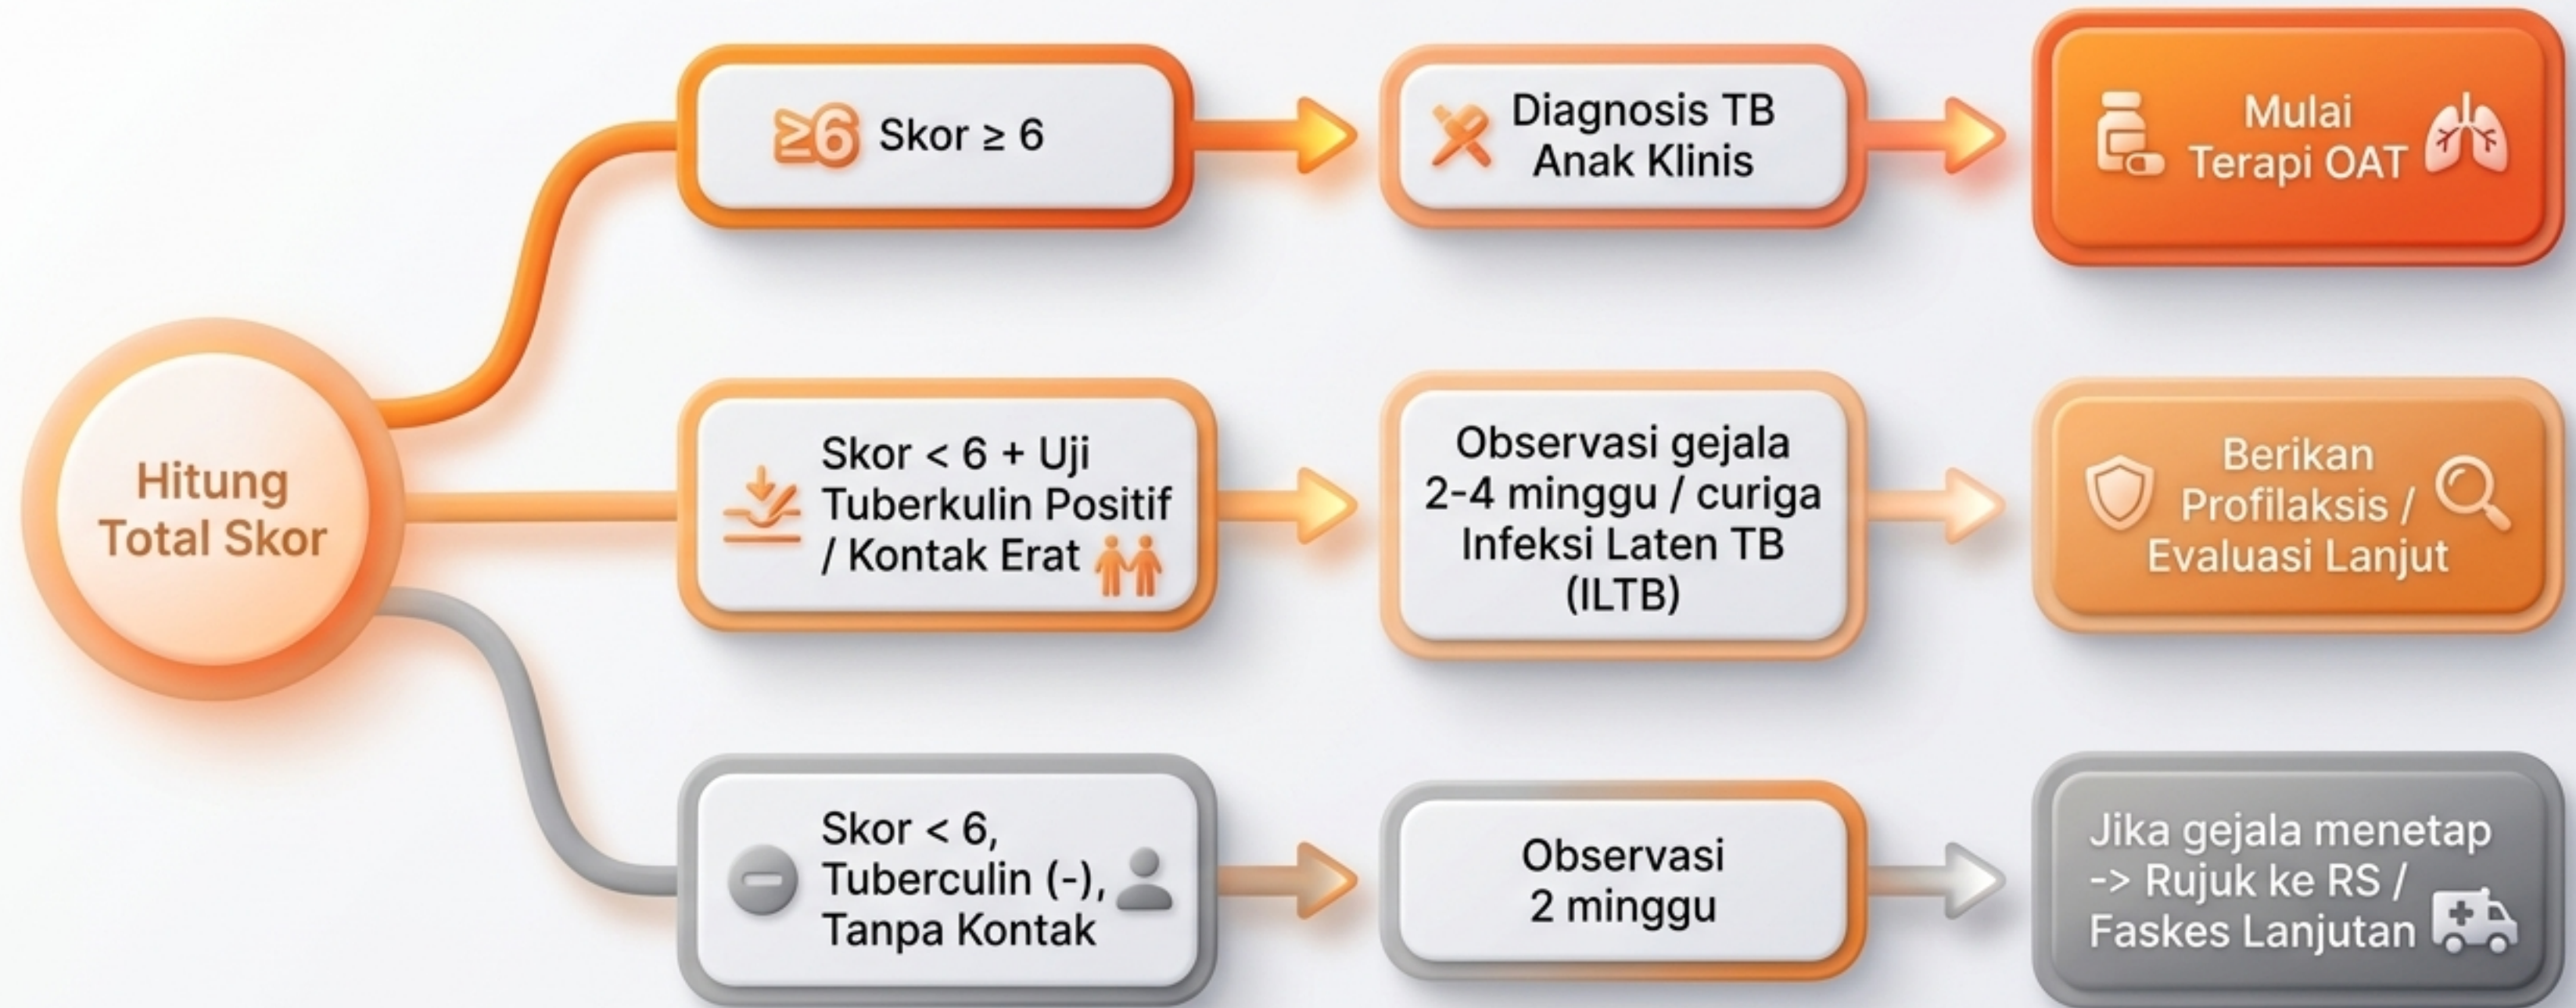 Hitung
Total Skor
≥6 Skor ≥ 6
Diagnosis TB
Anak Klinis
Mulai
Terapi OAT
Skor < 6 + Uji
Tuberkulin Positif
/ Kontak Erat
Observasi gejala
2-4 minggu / curiga
Infeksi Laten TB
(ILTB)
Berikan
Profilaksis /
Evaluasi Lanjut
Skor < 6,
Tuberculin (-),
Tanpa Kontak
Observasi
2 minggu
Jika gejala menetap
-> Rujuk ke RS /
Faskes Lanjutan